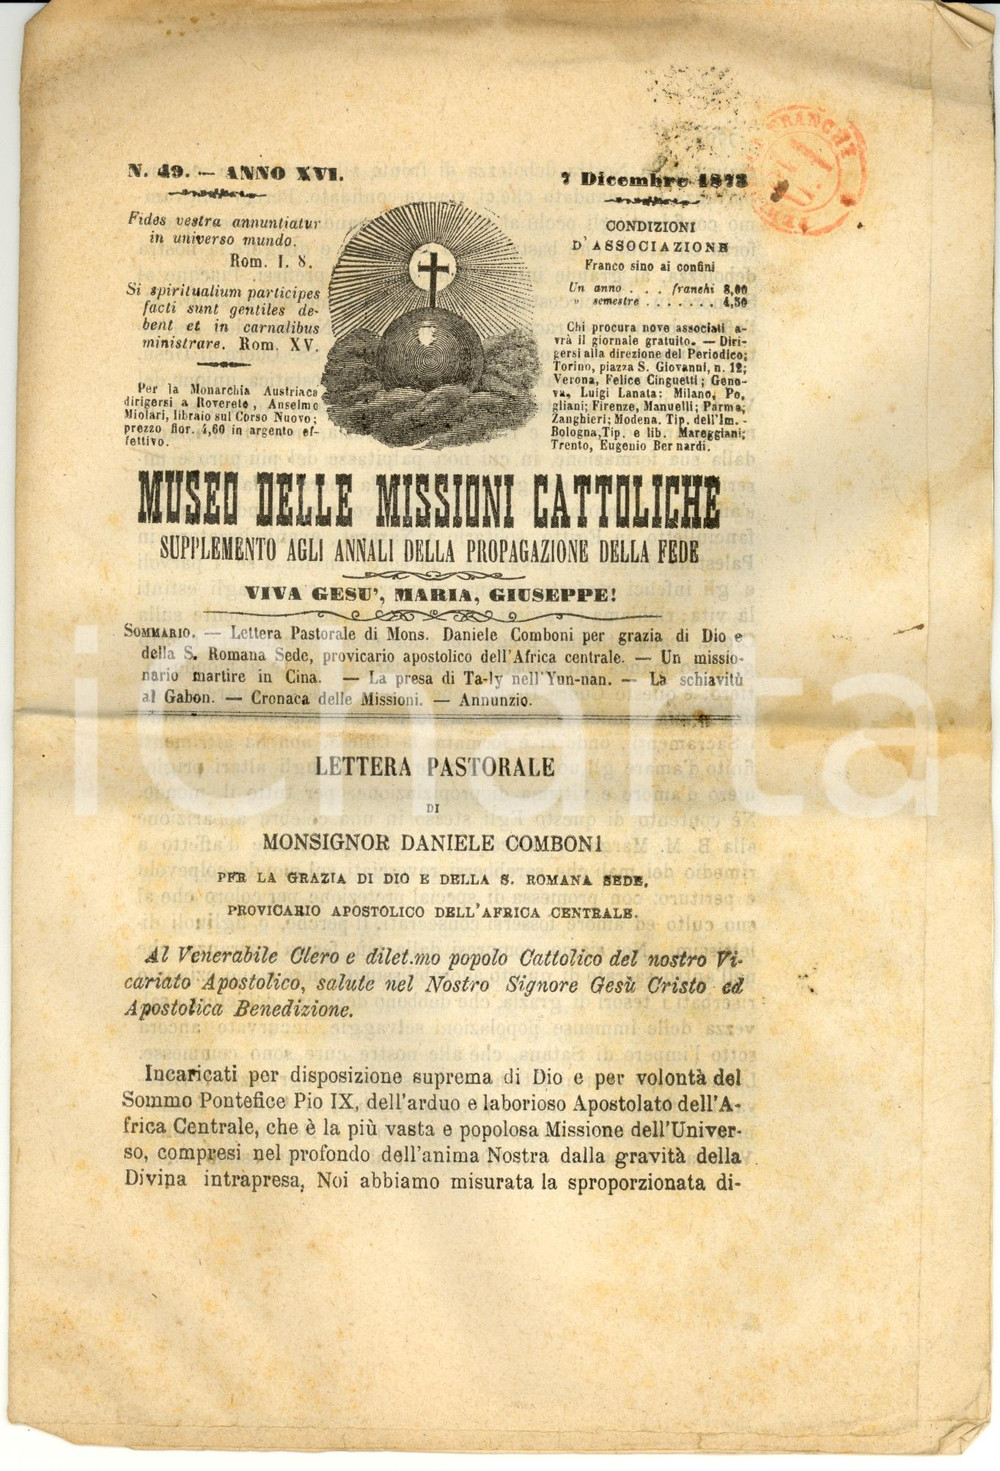 N. 49. — ANNO XVI.
7 Dicembre 1873
Fides vestra annuntiatur
in universo mundo.
Rom. I. 8.
Si spiritualium participes
facti sunt gentiles de-
bent et in carnalibus
ministrare. Rom. XV.
Per la Monarchia Austriaca
dirigersi a Rovereto, Anselmo
Miolari, libraio sul Corso Nuovo;
prezzo fior. 4,60 in argento ef-
fettivo.
CONDIZIONI
D'ASSOCIAZIONE
Franco sino ai confini
Un anno . . . franchi 8,00
» semestre . . . . . . . 4,50
Chi procura nove associati a-
vrà il giornale gratuito. — Diri-
gersi alla direzione del Periodico;
Torino, piazza S. Giovanni, n. 12;
Verona, Felice Cinguetti; Geno-
va, Luigi Lanata: Milano, Po.
gliani; Firenze, Manuelli; Parma,
Zanghieri; Modena. Tip. dell'Im. -
Bologna, Tip. e lib. Mareggiani;
Trento, Eugenio Bernardi.
MUSEO DELLE MISSIONI CATTOLICHE
SUPPLEMENTO AGLI ANNALI DELLA PROPAGAZIONE DELLA FEDE
VIVA GESU', MARIA, GIUSEPPE!
SOMMARIO. — Lettera Pastorale di Mons. Daniele Comboni per grazia di Dio e
della S. Romana Sede, provicario apostolico dell'Africa centrale. — Un missio-
nario martire in Cina. — La presa di Ta-ly nell'Yun-nan. — La schiavitù
al Gabon. — Cronaca delle Missioni. — Annunzio.
LETTERA PASTORALE
DI
MONSIGNOR DANIELE COMBONI
PER LA GRAZIA DI DIO E DELLA S. ROMANA SEDE,
PROVICARIO APOSTOLICO DELL'AFRICA CENTRALE.
Al Venerabile Clero e dilet.mo popolo Cattolico del nostro Vi-
cariato Apostolico, salute nel Nostro Signore Gesù Cristo ed
Apostolica Benedizione.
Incaricati per disposizione suprema di Dio e per volontà del
Sommo Pontefice Pio IX, dell'arduo e laborioso Apostolato dell'A-
frica Centrale, che è la più vasta e popolosa Missione dell'Univer-
so, compresi nel profondo dell'anima Nostra dalla gravità della
Divina intrapresa, Noi abbiamo misurata la sproporzionata di-